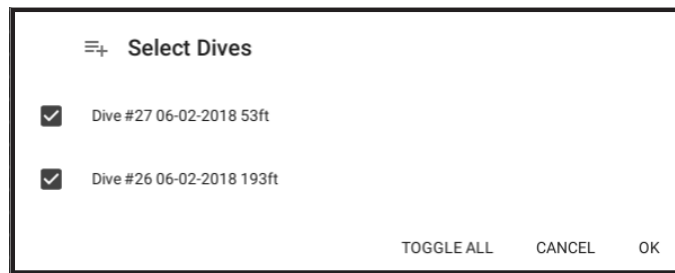 Select Dives
Dive #27 06-02-2018 53ft
Dive #26 06-02-2018 193ft
TOGGLE ALL CANCEL OK